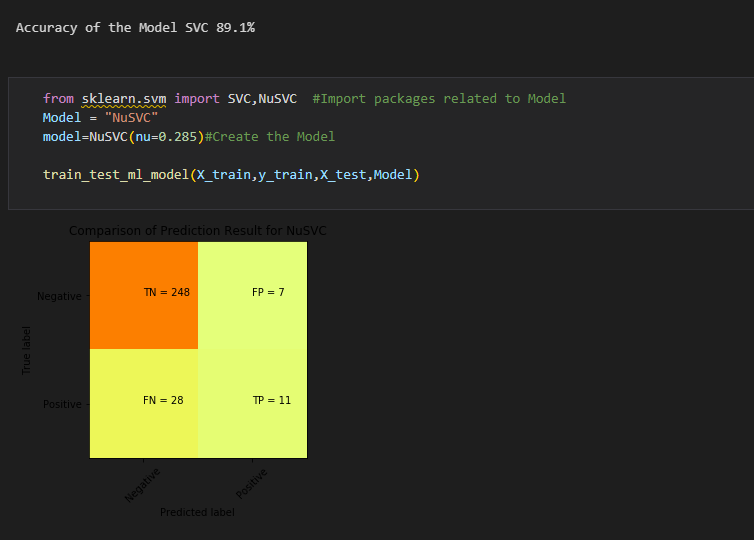 Accuracy of the Model SVC 89.1%
from sklearn.svm import SVC,NuSVC  #Import packages related to Model
Model = "NuSVC"
model=NuSVC(nu=0.285)#Create the Model
train_test_ml_model(X_train,y_train,X_test,Model)
Comparison of Prediction Result for NuSVC
TN = 248
FP = 7
Negative
True label
FN = 28
TP = 11
Positive
Negative
Positive
Predicted label